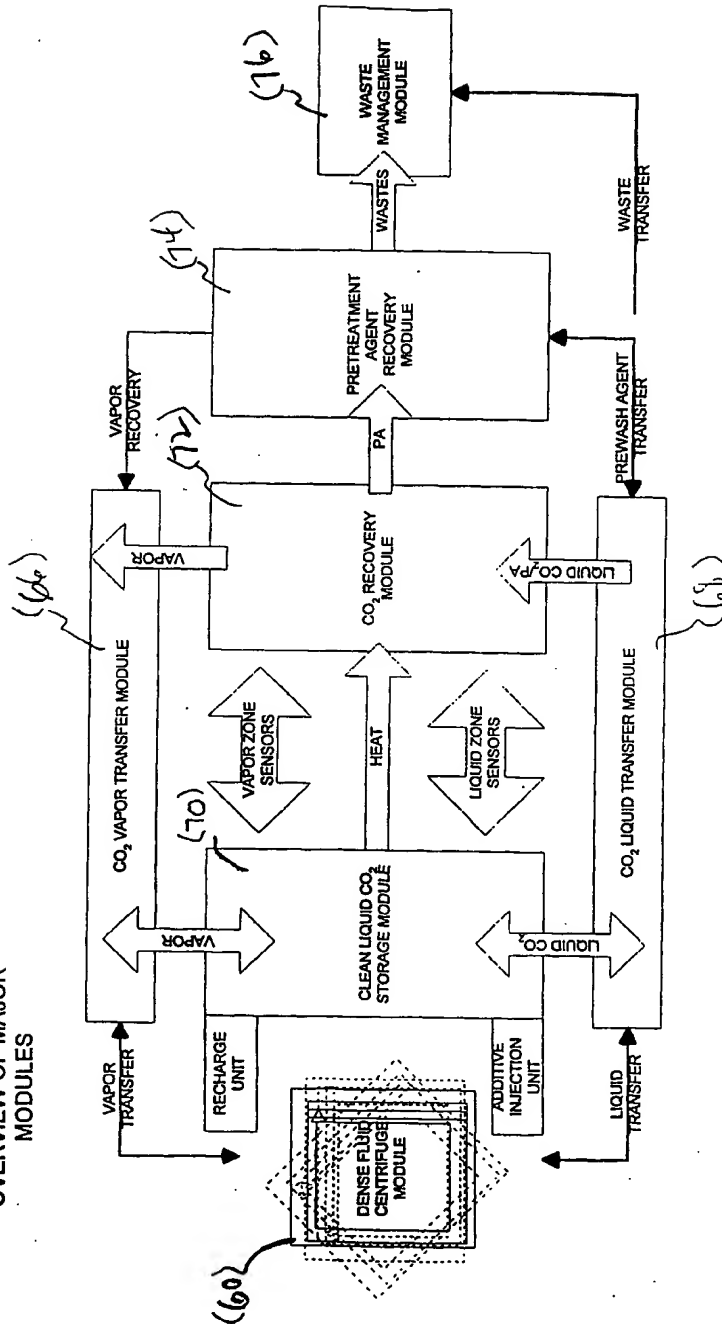 OVERVIEW OF MAJOR
MODULES
(66)
CO₂ VAPOR TRANSFER MODULE
VAPOR
TRANSFER
VAPOR
VAPOR
VAPOR
RECOVERY
(60)
DENSE FLUID
CENTRIFUGE
MODULE
RECHARGE
UNIT
ADDITIVE
INJECTION
UNIT
(70)
CLEAN LIQUID CO₂
STORAGE MODULE
VAPOR ZONE
SENSORS
HEAT
LIQUID ZONE
SENSORS
(72)
CO₂ RECOVERY
MODULE
PA
(74)
PRETREATMENT
AGENT
RECOVERY
MODULE
WASTES
(76)
WASTE
MANAGEMENT
MODULE
LIQUID CO₂
LIQUID CO₂/PA
LIQUID
TRANSFER
CO₂ LIQUID TRANSFER MODULE
(68)
PREWASH AGENT
TRANSFER
WASTE
TRANSFER